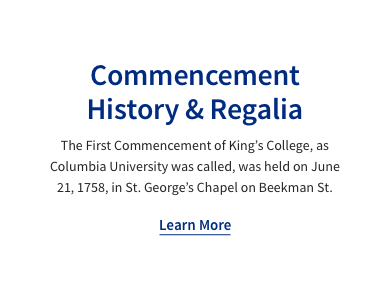 Commencement
History & Regalia
The First Commencement of King’s College, as
Columbia University was called, was held on June
21, 1758, in St. George’s Chapel on Beekman St.
Learn More